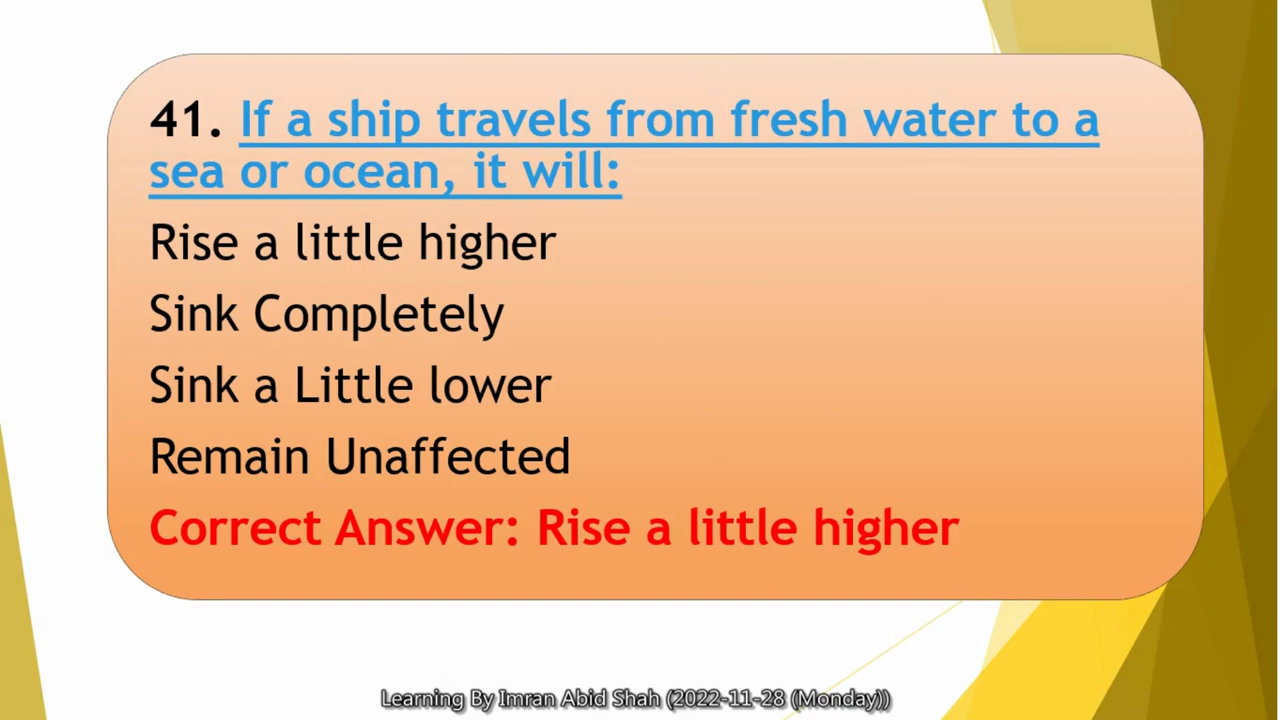 41. If a ship travels from fresh water to a
sea or ocean, it will:
Rise a little higher
Sink Completely
Sink a Little lower
Remain Unaffected
Correct Answer: Rise a little higher
Learning By Imran Abid Shah (2022-11-28 (Monday))